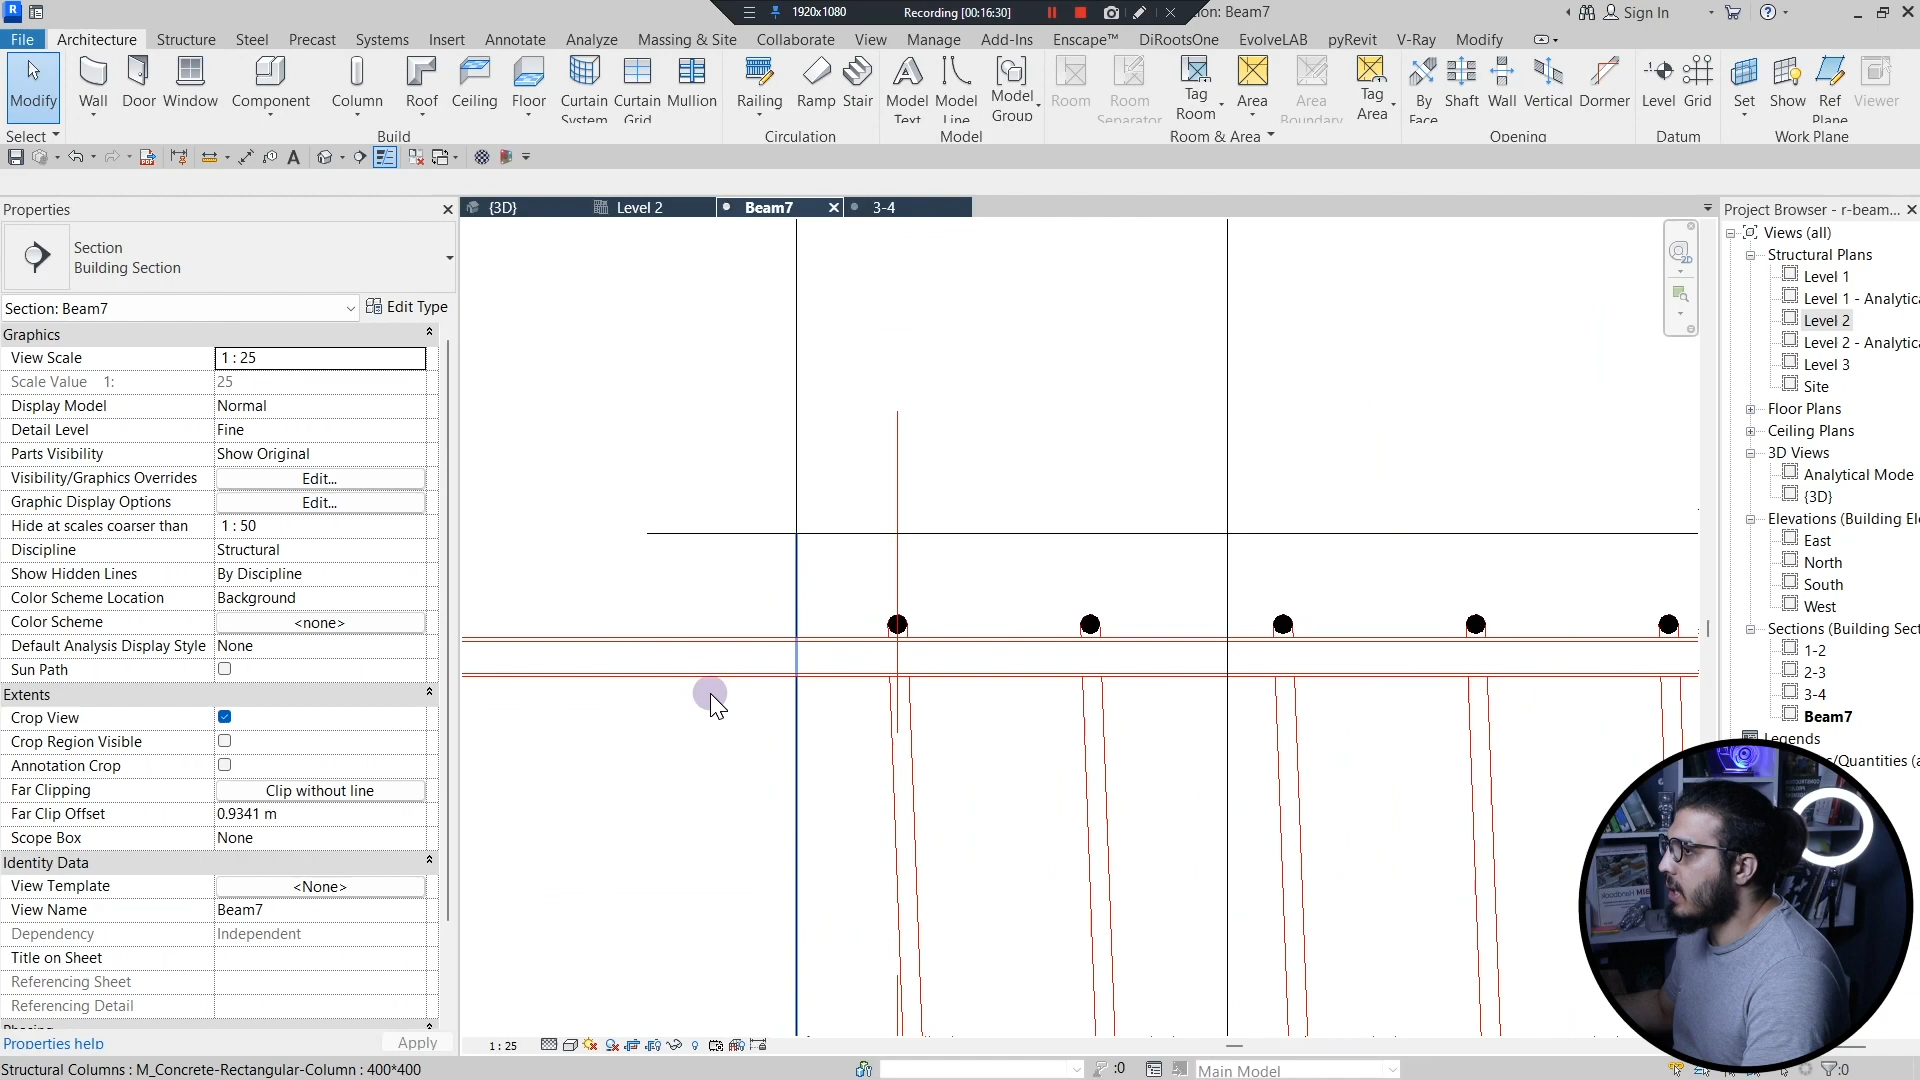 1920x1080
Recording [00:16:30]
on: Beam7
Sign In
File
Architecture
Structure
Steel
Precast
Systems
Insert
Annotate
Analyze
Massing & Site
Collaborate
View
Manage
Add-Ins
Enscape™
DiRootsOne
EvolveLAB
pyRevit
V-Ray
Modify
Modify
Wall
Door
Window
Component
Column
Roof
Ceiling
Floor
Curtain System
Curtain Grid
Mullion
Railing
Ramp
Stair
Model Text
Model Line
Model Group
Room
Room Separator
Tag Room
Area
Area Boundary
Tag Area
By Face
Shaft
Wall
Vertical
Dormer
Level
Grid
Set
Show
Ref Plane
Viewer
Select
Build
Circulation
Model
Room & Area
Opening
Datum
Work Plane
Properties
{3D}
Level 2
Beam7
3-4
Project Browser - r-beam...
Section
Building Section
Section: Beam7
Edit Type
Graphics
View Scale 1 : 25
Scale Value 1: 25
Display Model Normal
Detail Level Fine
Parts Visibility Show Original
Visibility/Graphics Overrides Edit...
Graphic Display Options Edit...
Hide at scales coarser than 1 : 50
Discipline Structural
Show Hidden Lines By Discipline
Color Scheme Location Background
Color Scheme <none>
Default Analysis Display Style None
Sun Path
Extents
Crop View
Crop Region Visible
Annotation Crop
Far Clipping Clip without line
Far Clip Offset 0.9341 m
Scope Box None
Identity Data
View Template <None>
View Name Beam7
Dependency Independent
Title on Sheet
Referencing Sheet
Referencing Detail
Properties help
Apply
Views (all)
Structural Plans
Level 1
Level 1 - Analytica
Level 2
Level 2 - Analytica
Level 3
Site
Floor Plans
Ceiling Plans
3D Views
Analytical Mode
{3D}
Elevations (Building El
East
North
South
West
Sections (Building Sect
1-2
2-3
3-4
Beam7
Legends
/Quantities (a
1 : 25
Structural Columns : M_Concrete-Rectangular-Column : 400*400
:0
Main Model
:0